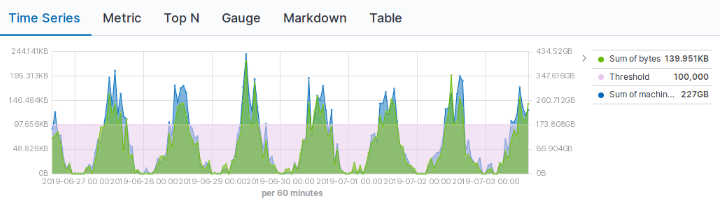 Time Series Metric Top N Gauge Markdown Table
244.141KB 434.52GB
195.313KB 347.616GB
146.484KB 260.712GB
97.656KB 173.808GB
48.828KB 86.904GB
0B 0B
2019-06-27 00:00 2019-06-28 00:00 2019-06-29 00:00 2019-06-30 00:00 2019-07-01 00:00 2019-07-02 00:00 2019-07-03 00:00
per 60 minutes
Sum of bytes 139.951KB
Threshold 100,000
Sum of machin... 227GB